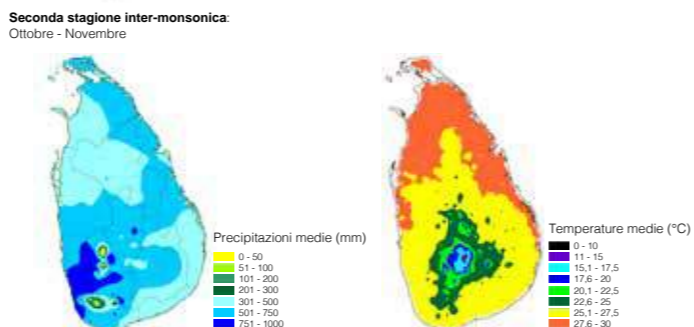 Seconda stagione inter-monsonica:
Ottobre - Novembre
Precipitazioni medie (mm)
0 - 50
51 - 100
101 - 200
201 - 300
301 - 500
501 - 750
751 - 1000
Temperature medie (°C)
0 - 10
11 - 15
15,1 - 17,5
17,6 - 20
20,1 - 22,5
22,6 - 25
25,1 - 27,5
27,6 - 30